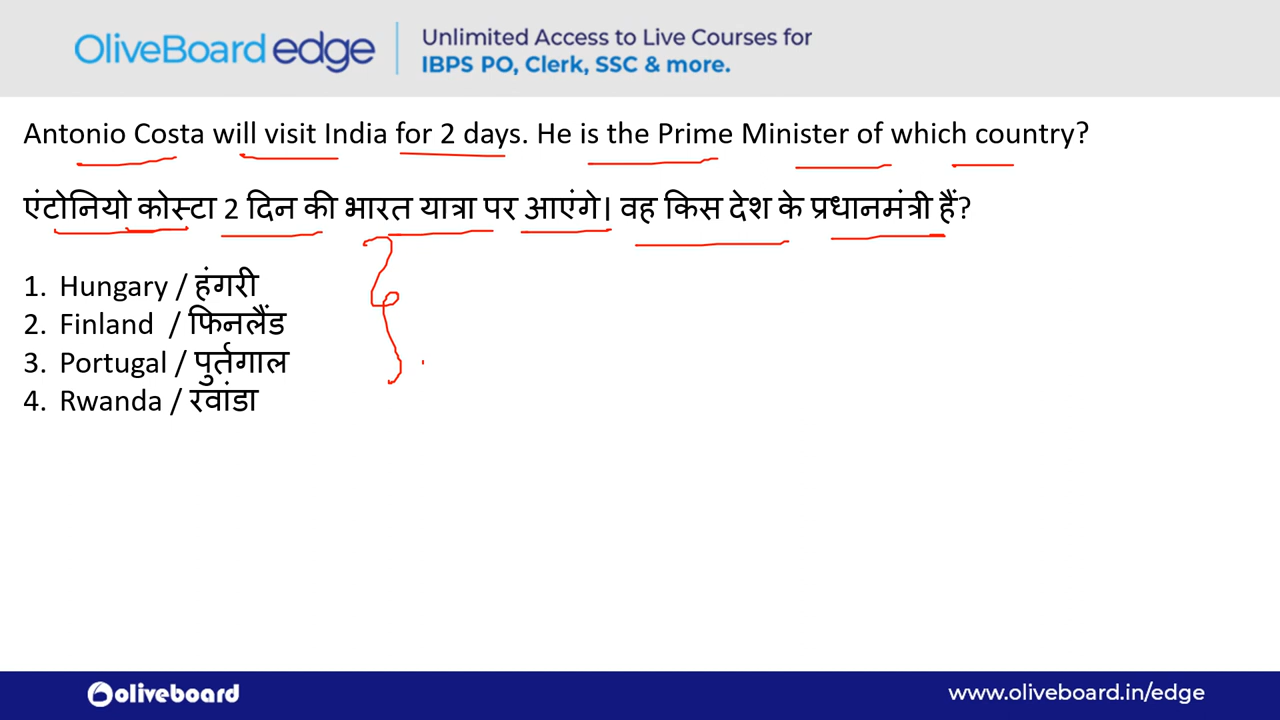 OliveBoard edge
Unlimited Access to Live Courses for
IBPS PO, Clerk, SSC & more.
Antonio Costa will visit India for 2 days. He is the Prime Minister of which country?
एंटोनियो कोस्टा 2 दिन की भारत यात्रा पर आएंगे। वह किस देश के प्रधानमंत्री हैं?
1. Hungary / हंगरी
2. Finland / फिनलैंड
3. Portugal / पुर्तगाल
4. Rwanda / रवांडा
oliveboard
www.oliveboard.in/edge